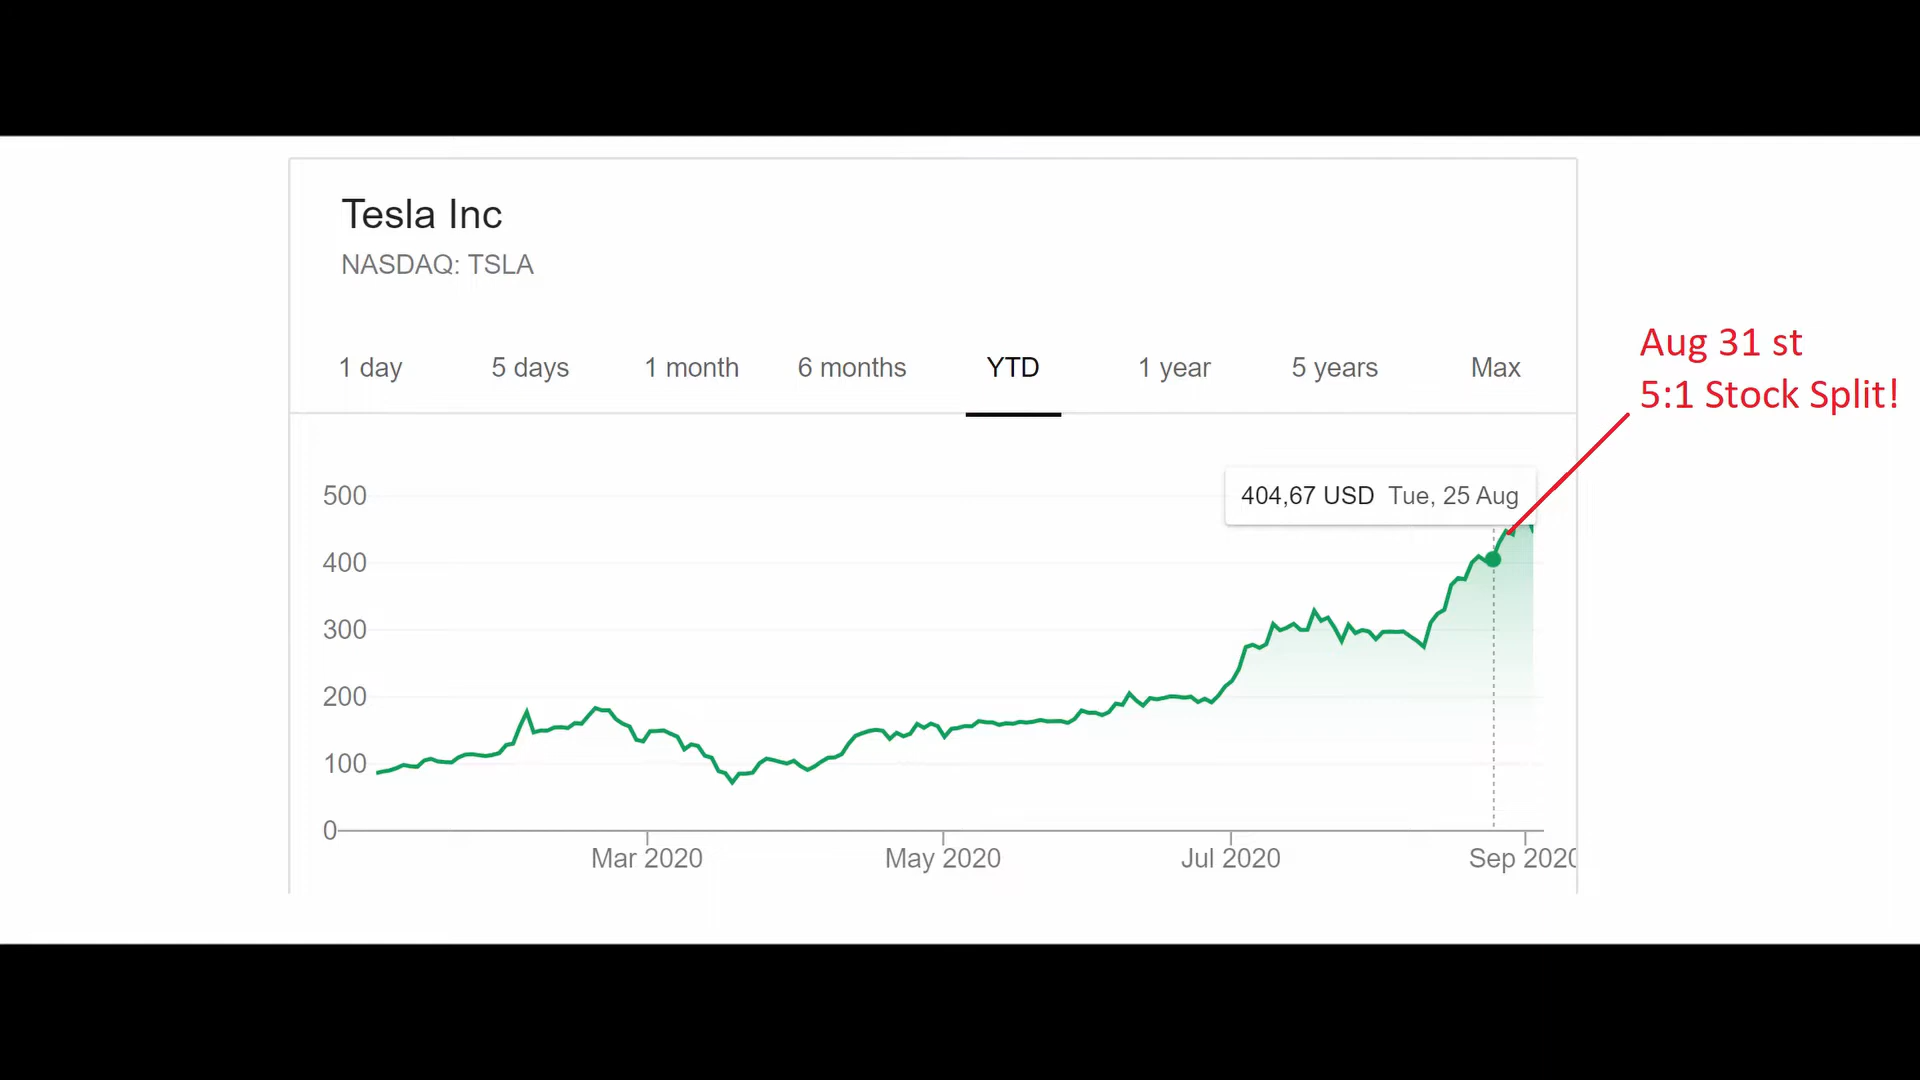 Tesla Inc
NASDAQ: TSLA
1 day 5 days 1 month 6 months YTD 1 year 5 years Max
Aug 31 st
5:1 Stock Split!
404,67 USD Tue, 25 Aug
500
400
300
200
100
0
Mar 2020 May 2020 Jul 2020 Sep 2020